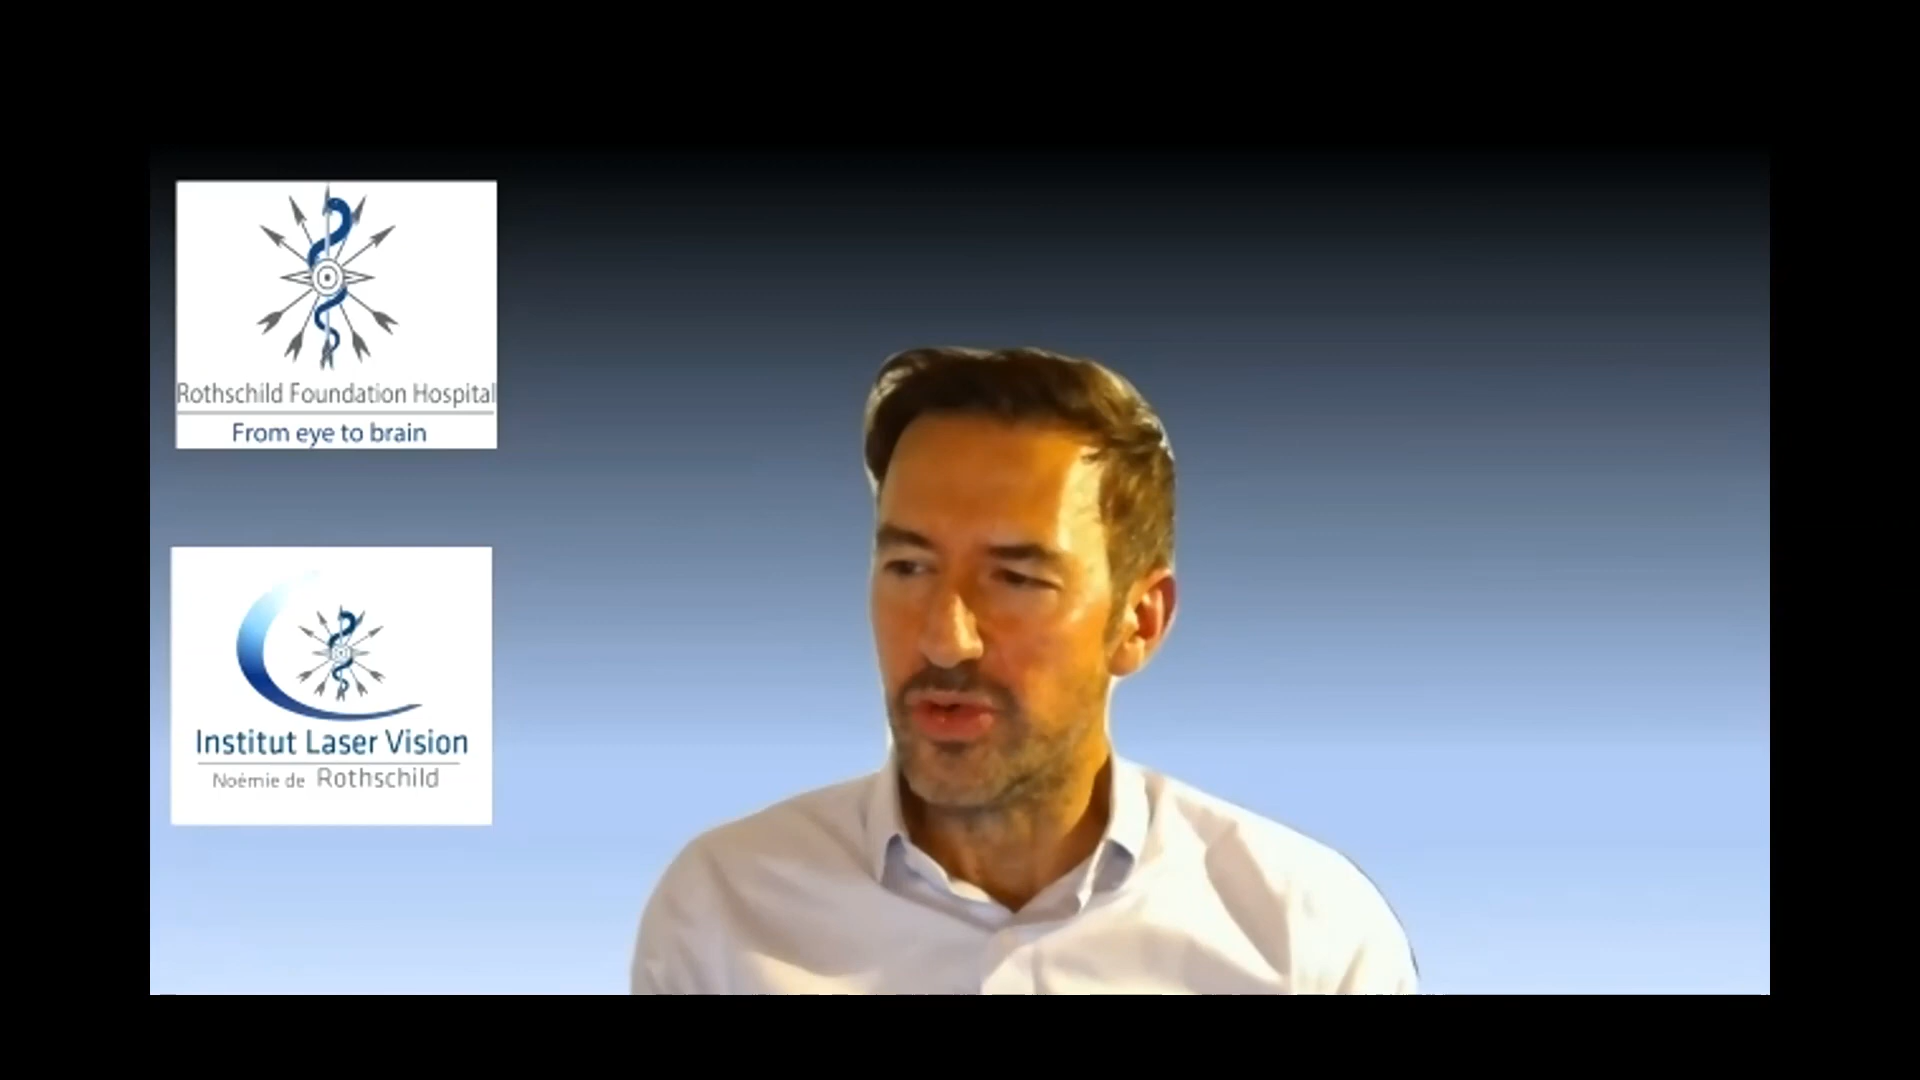 Rothschild Foundation Hospital
From eye to brain
Institut Laser Vision
Noémie de Rothschild